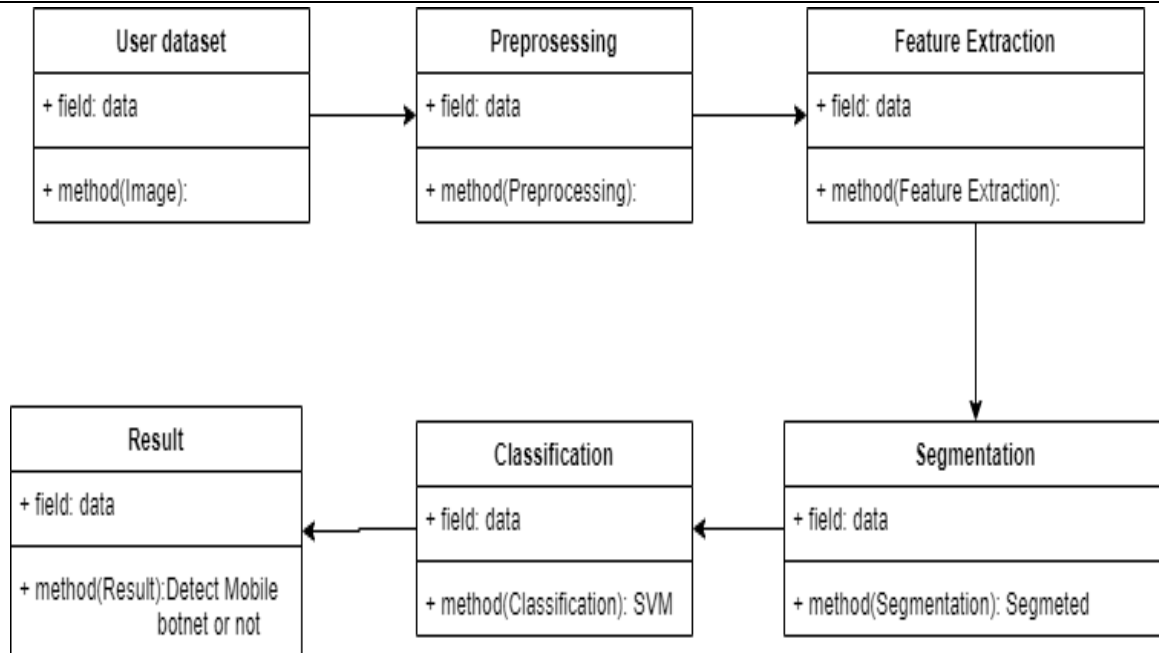 User dataset
+ field: data
+ method(Image):
Preprosessing
+ field: data
+ method(Preprocessing):
Feature Extraction
+ field: data
+ method(Feature Extraction):
Segmentation
+ field: data
+ method(Segmentation): Segmeted
Classification
+ field: data
+ method(Classification): SVM
Result
+ field: data
+ method(Result):Detect Mobile
botnet or not